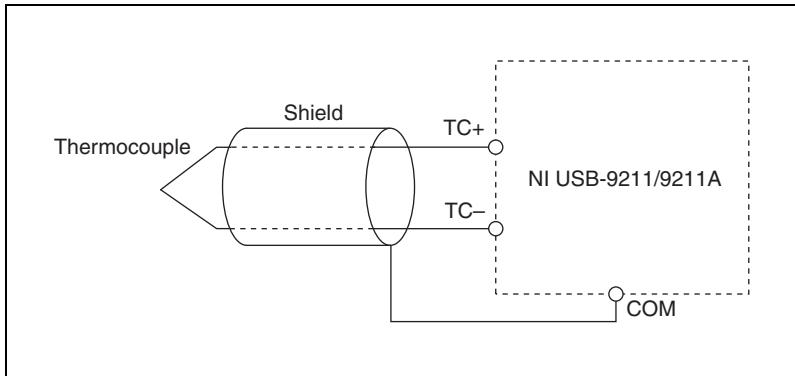 Shield
Thermocouple
TC+
NI USB-9211/9211A
TC–
COM